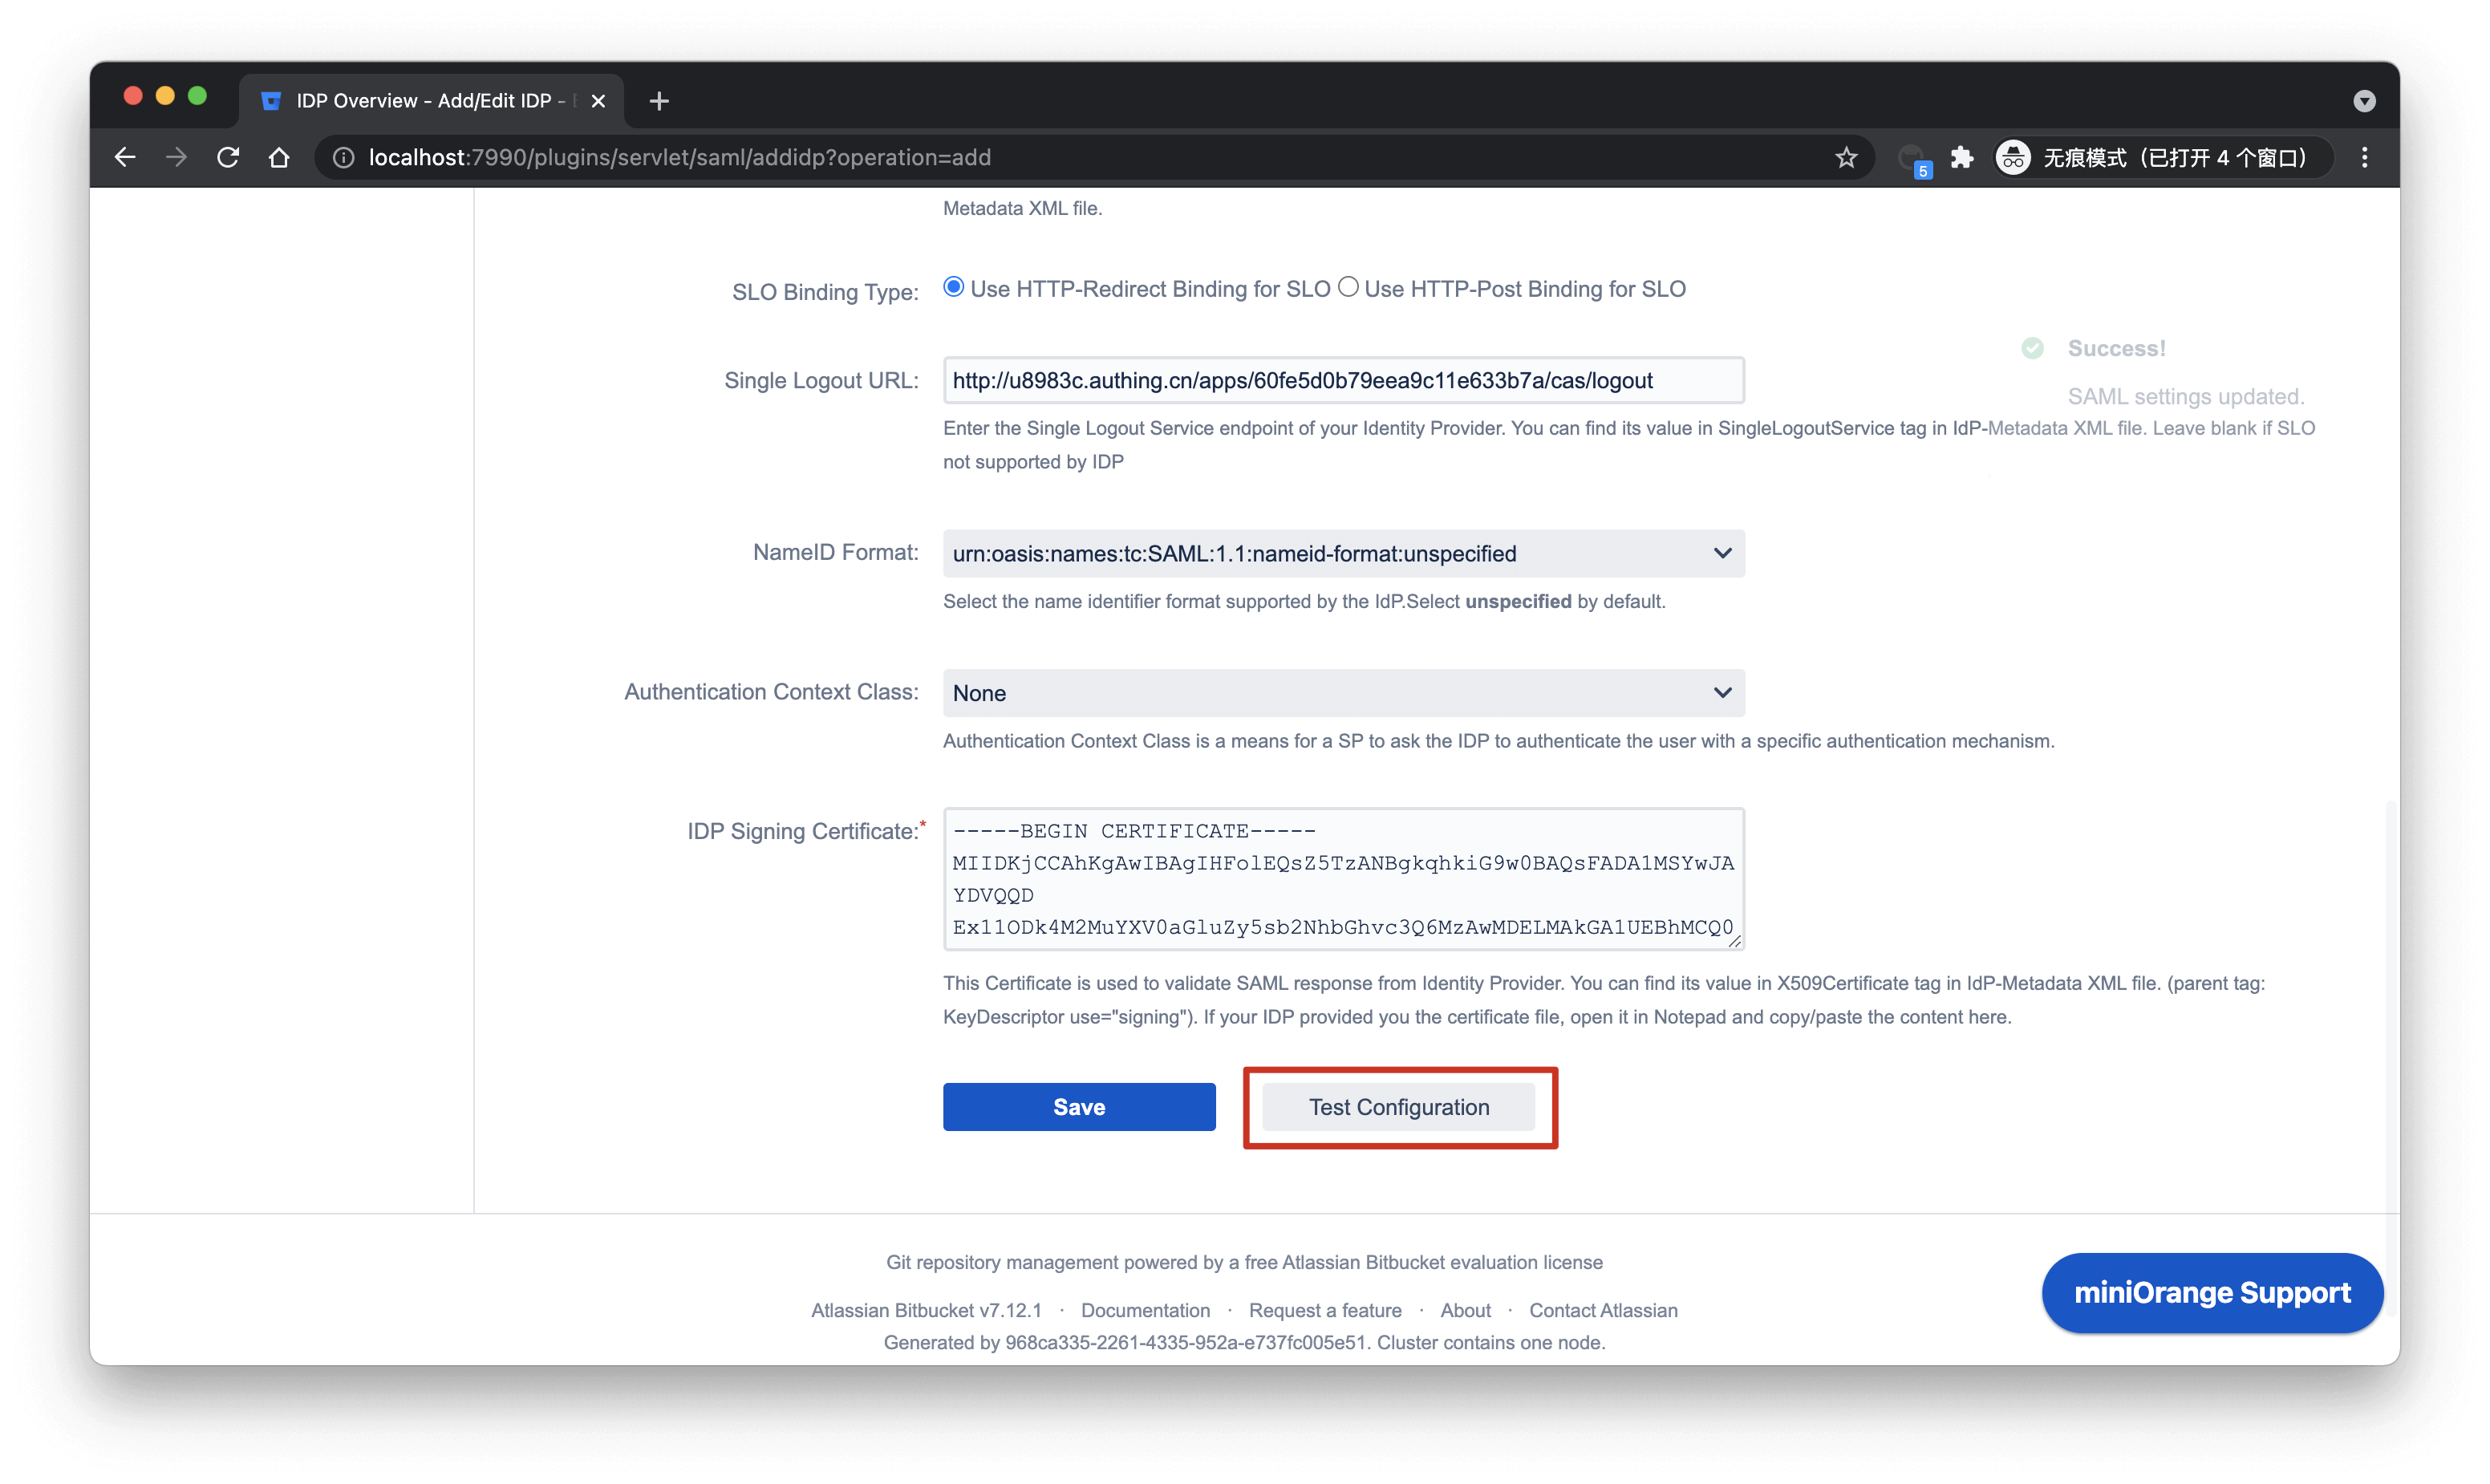 IDP Overview - Add/Edit IDP -
localhost:7990/plugins/servlet/saml/addidp?operation=add
5
无痕模式（已打开 4 个窗口）
Metadata XML file.
SLO Binding Type:
Use HTTP-Redirect Binding for SLO Use HTTP-Post Binding for SLO
Success!
SAML settings updated.
Single Logout URL:
http://u8983c.authing.cn/apps/60fe5d0b79eea9c11e633b7a/cas/logout
Enter the Single Logout Service endpoint of your Identity Provider. You can find its value in SingleLogoutService tag in IdP-Metadata XML file. Leave blank if SLO
not supported by IDP
NameID Format:
urn:oasis:names:tc:SAML:1.1:nameid-format:unspecified
Select the name identifier format supported by the IdP.Select unspecified by default.
Authentication Context Class:
None
Authentication Context Class is a means for a SP to ask the IDP to authenticate the user with a specific authentication mechanism.
IDP Signing Certificate:*
-----BEGIN CERTIFICATE-----
MIIDKjCCAhKgAwIBAgIHFolEQsZ5TzANBgkqhkiG9w0BAQsFADA1MSYwJA
YDVQQD
Ex11ODk4M2MuYXV0aGluZy5sb2NhbGhvc3Q6MzAwMDELMAkGA1UEBhMCQ0
This Certificate is used to validate SAML response from Identity Provider. You can find its value in X509Certificate tag in IdP-Metadata XML file. (parent tag:
KeyDescriptor use="signing"). If your IDP provided you the certificate file, open it in Notepad and copy/paste the content here.
Save
Test Configuration
Git repository management powered by a free Atlassian Bitbucket evaluation license
Atlassian Bitbucket v7.12.1 · Documentation · Request a feature · About · Contact Atlassian
Generated by 968ca335-2261-4335-952a-e737fc005e51. Cluster contains one node.
miniOrange Support